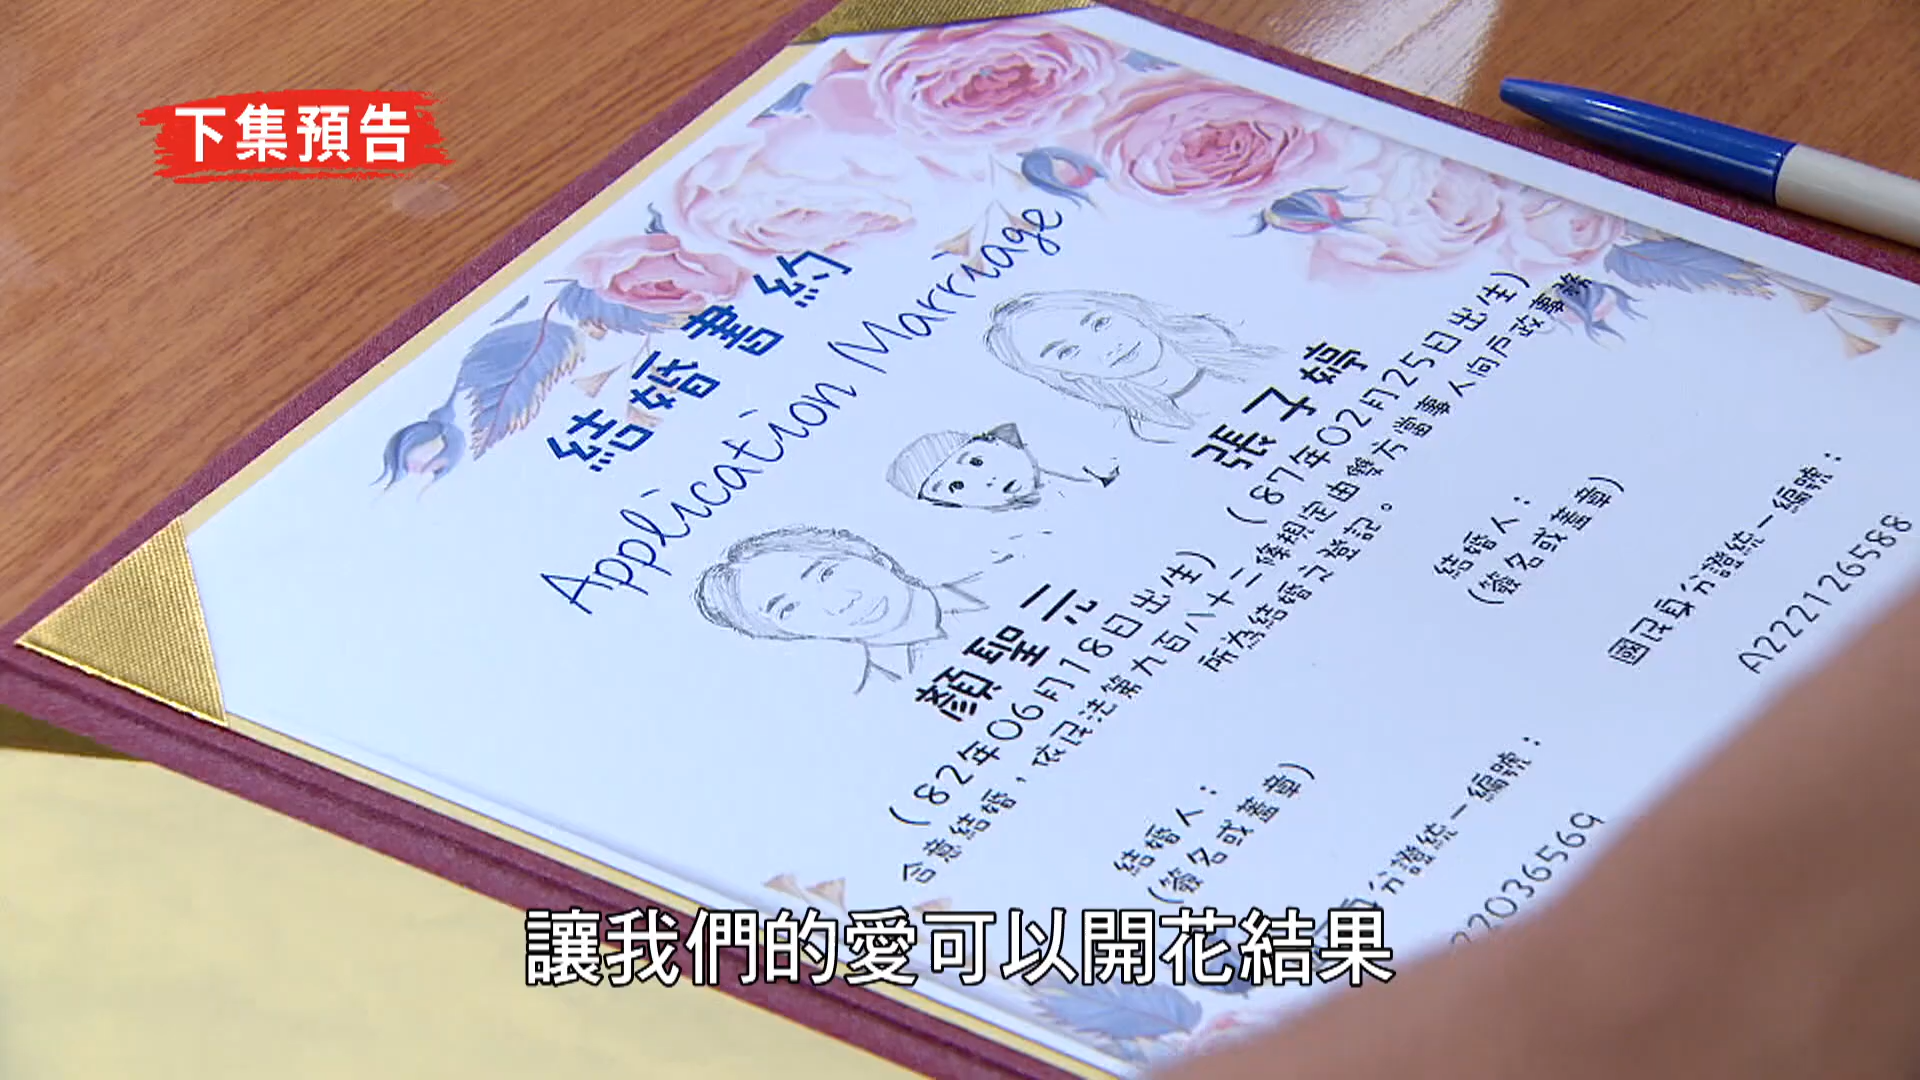 下集預告
結婚書約
Application Marriage
顏聖元
(82年06月18日出生)
張子婷
(87年02月25日出生)
合意結婚,依民法第九百八十二條規定由雙方當事人向戶政事務
所為結婚之登記。
結婚人:
(簽名或蓋章)
國民身分證統一編號:
A222126588
結婚人:
(簽名或蓋章)
身分證統一編號:
22036569
讓我們的愛可以開花結果